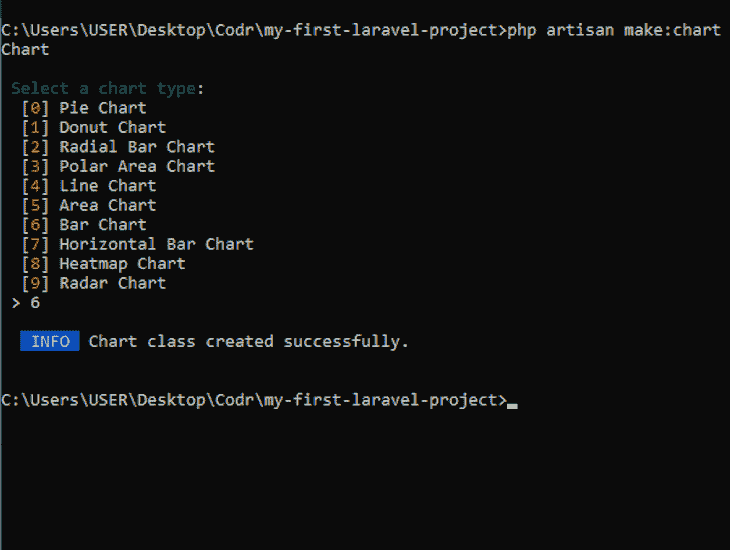 C:\Users\USER\Desktop\Codr\my-first-laravel-project>php artisan make:chart
Chart
Select a chart type:
[0] Pie Chart
[1] Donut Chart
[2] Radial Bar Chart
[3] Polar Area Chart
[4] Line Chart
[5] Area Chart
[6] Bar Chart
[7] Horizontal Bar Chart
[8] Heatmap Chart
[9] Radar Chart
> 6
INFO Chart class created successfully.
C:\Users\USER\Desktop\Codr\my-first-laravel-project>